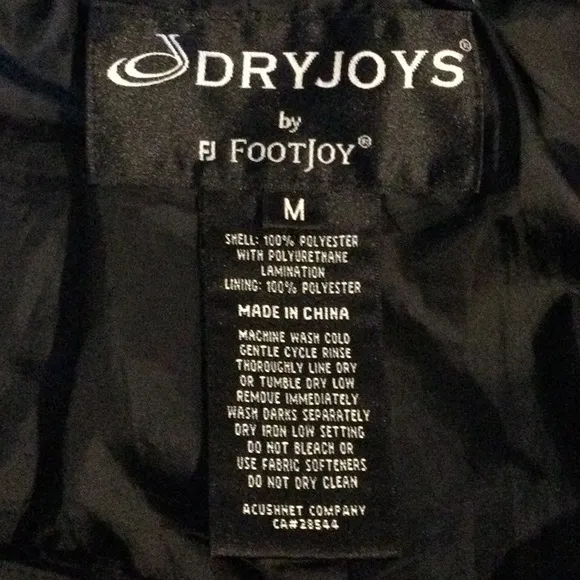 DRYJOYS®
by
FJ FOOTJOY®
M
SHELL: 100% POLYESTER
WITH POLYURETHANE
LAMINATION
LINING: 100% POLYESTER
MADE IN CHINA
MACHINE WASH COLD
GENTLE CYCLE RINSE
THOROUGHLY LINE DRY
OR TUMBLE DRY LOW
REMOVE IMMEDIATELY
WASH DARKS SEPARATELY
DRY IRON LOW SETTING
DO NOT BLEACH OR
USE FABRIC SOFTENERS
DO NOT DRY CLEAN
ACUSHNET COMPANY
CA#28544